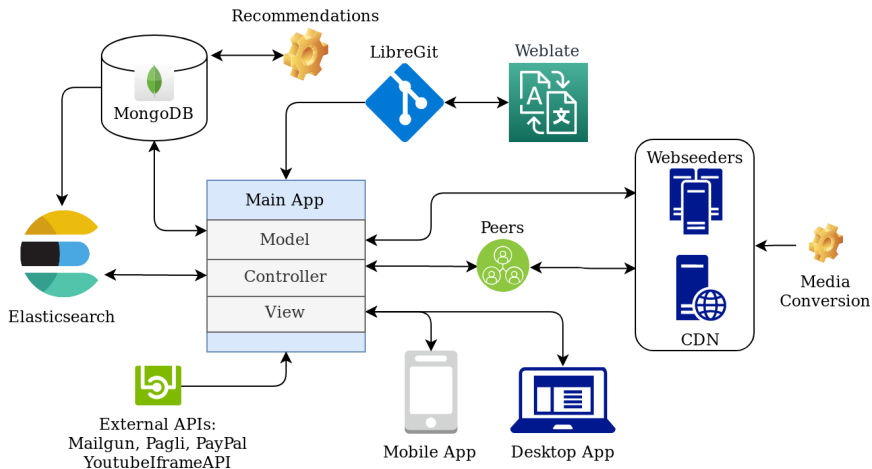 Recommendations
LibreGit
Weblate
A
文
MongoDB
Webseeders
Main App
Model
Peers
Controller
View
Elasticsearch
Media
Conversion
CDN
External APIs:
Mailgun, Pagli, PayPal
YoutubeIframeAPI
Mobile App
Desktop App